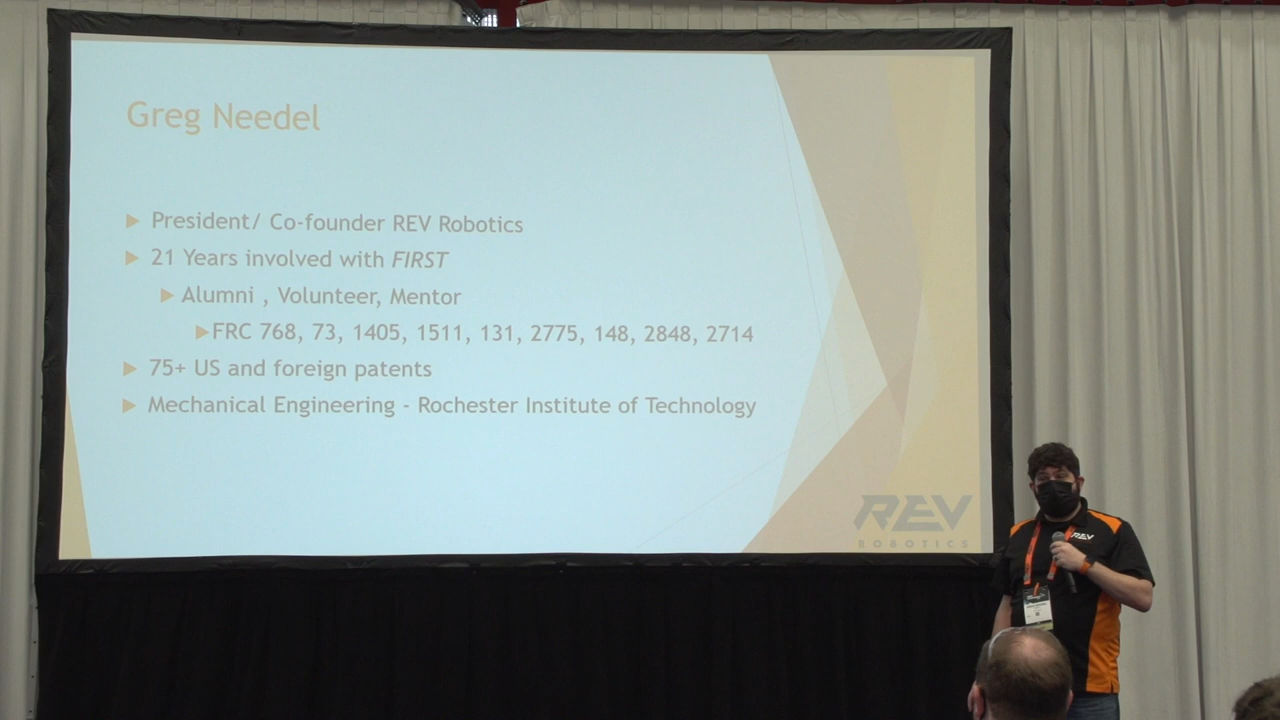 Greg Needel
President/ Co-founder REV Robotics
21 Years involved with FIRST
Alumni , Volunteer, Mentor
FRC 768, 73, 1405, 1511, 131, 2775, 148, 2848, 2714
75+ US and foreign patents
Mechanical Engineering - Rochester Institute of Technology
REV
ROBOTICS
REV